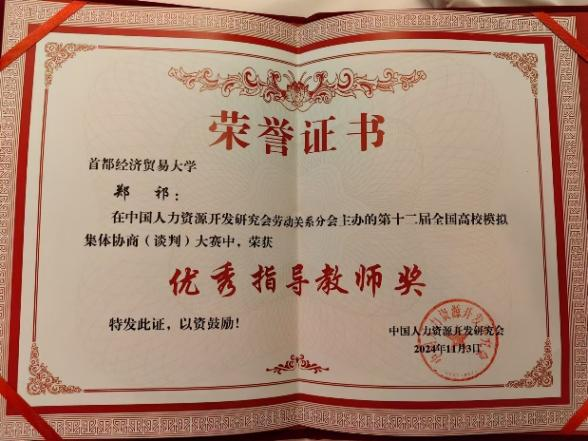 荣誉证书
首都经济贸易大学
郑祁：
在中国人力资源开发研究会劳动关系分会主办的第十二届全国高校模拟
集体协商（谈判）大赛中，荣获
优秀指导教师奖
特发此证，以资鼓励！
中国人力资源开发研究会
2024年11月3日